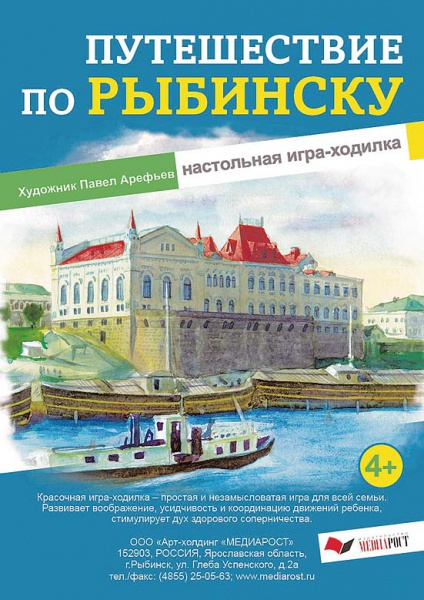 ПУТЕШЕСТВИЕ
ПО РЫБИНСКУ
Художник Павел Арефьев
настольная игра-ходилка
4+
Красочная игра-ходилка – простая и незамысловатая игра для всей семьи.
Развивает воображение, усидчивость и координацию движений ребенка,
стимулирует дух здорового соперничества.
ООО «Арт-холдинг «МЕДИАРОСТ»
152903, РОССИЯ, Ярославская область,
г.Рыбинск, ул. Глеба Успенского, д.2а
тел./факс: (4855) 25-05-63; www.mediarost.ru
МЕДИАРОСТ